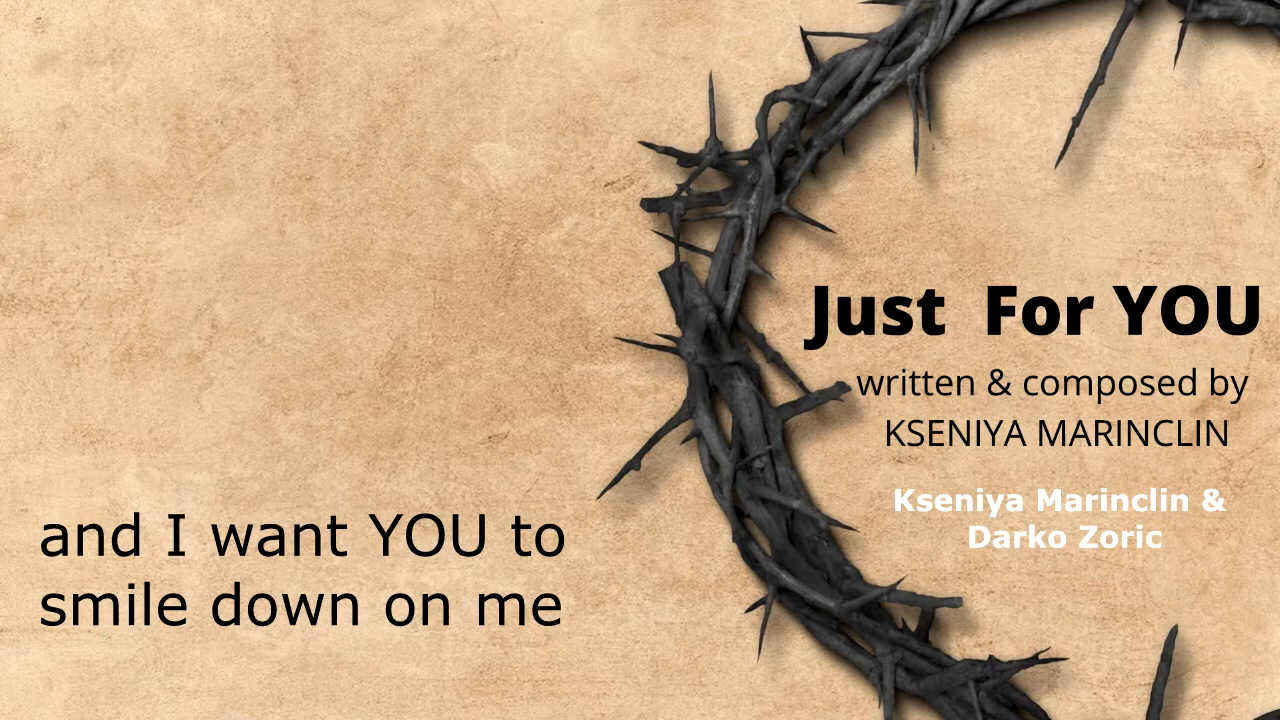 Just  For YOU
written & composed by
KSENIYA MARINCLIN
Kseniya Marinclin &
Darko Zoric
and I want YOU to
smile down on me